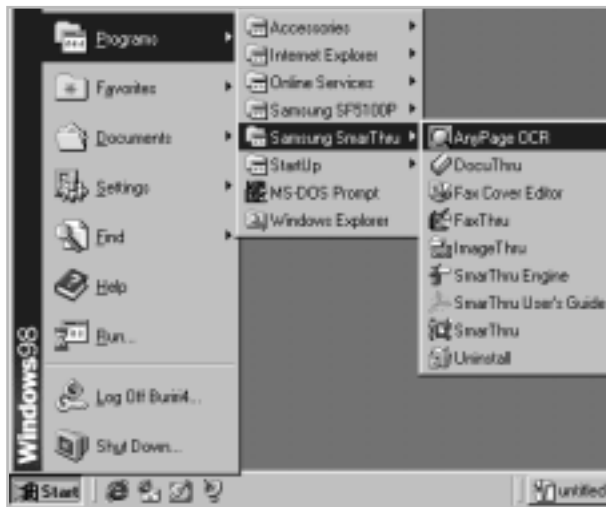 Programs
Favorites
Documents
Settings
Find
Help
Run...
Log Off Burii4...
Shut Down...
Windows98
Accessories
Internet Explorer
Online Services
Samsung SF5100P
Samsung SmarThru
StartUp
MS-DOS Prompt
Windows Explorer
AnyPage OCR
DocuThru
Fax Cover Editor
FaxThru
ImageThru
SmarThru Engine
SmarThru User's Guide
SmarThru
Uninstall
Start
untitled